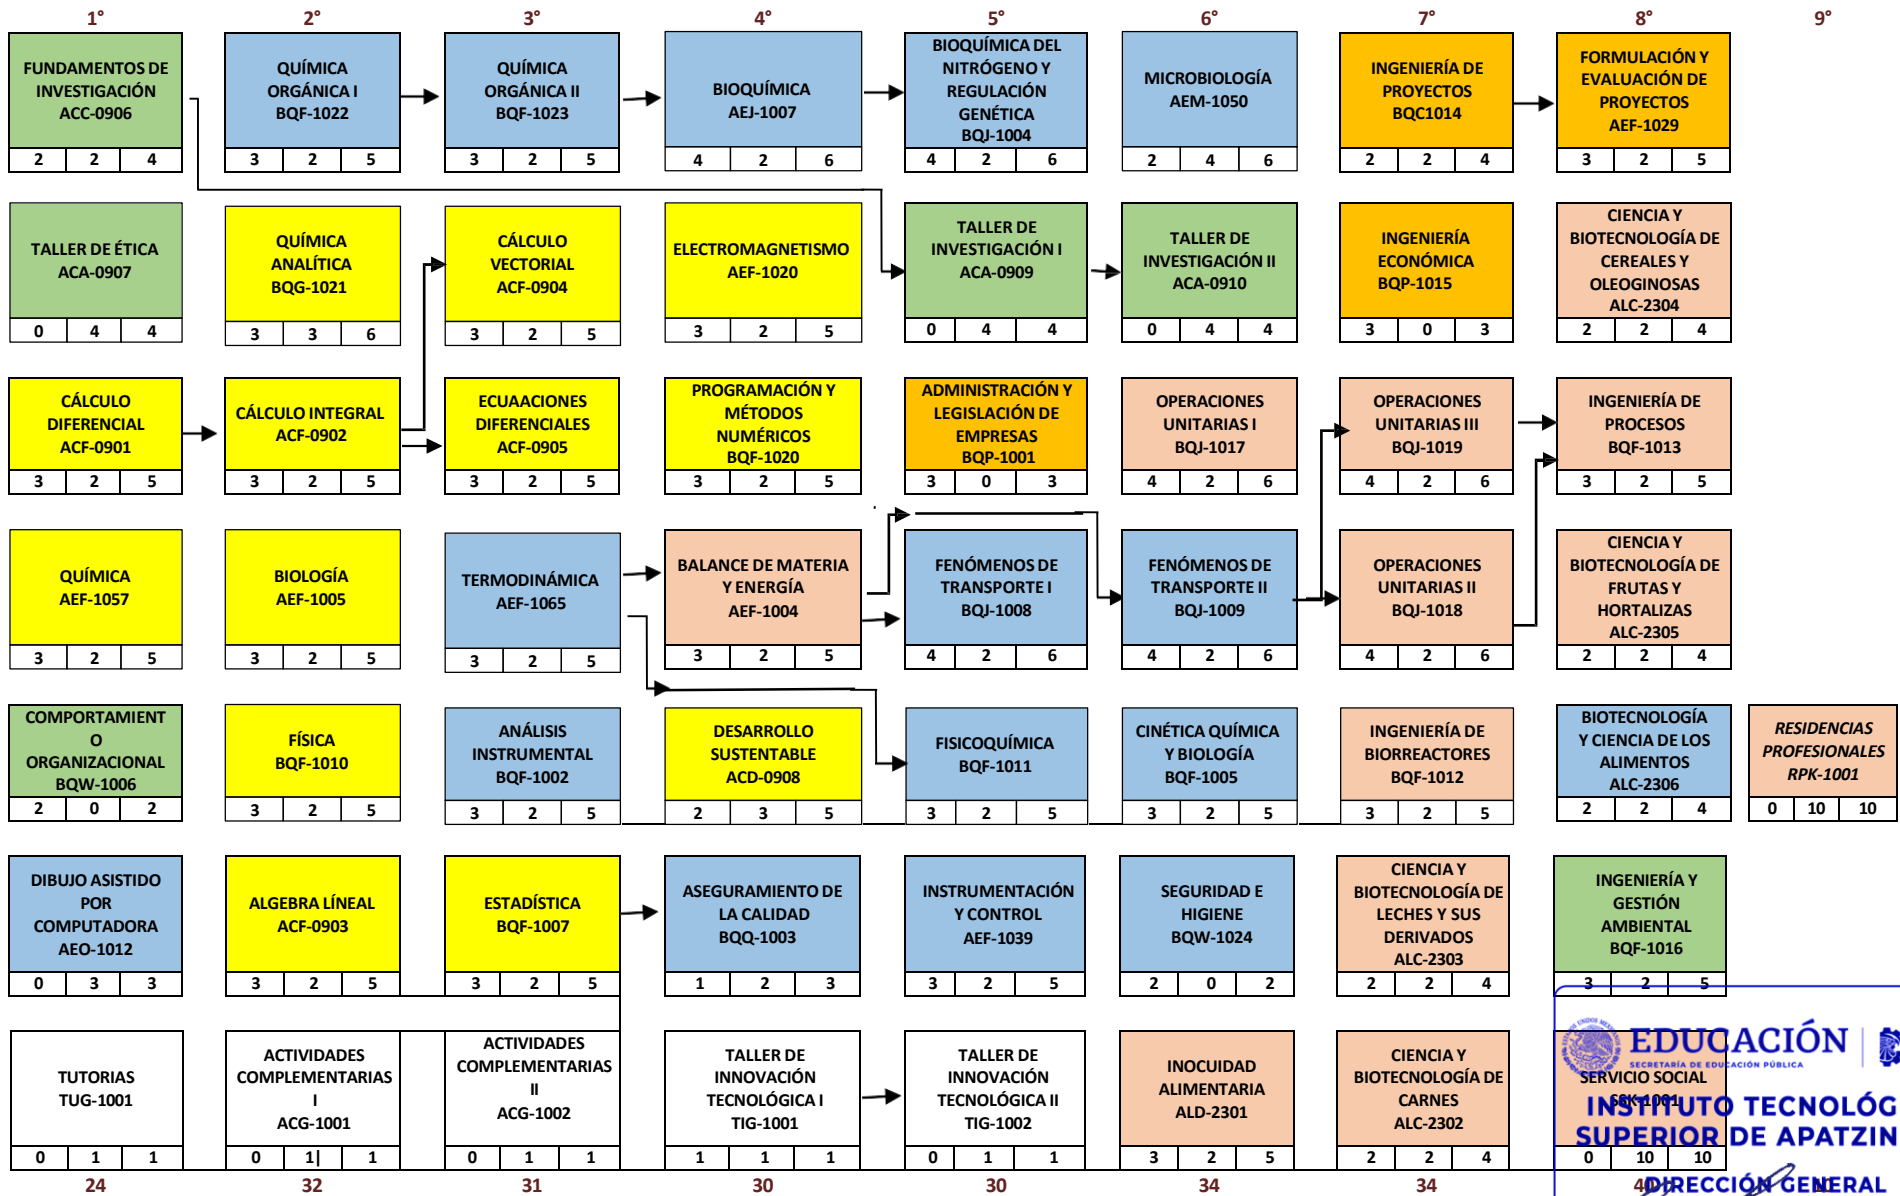 1° 2° 3° 4° 5° 6° 7° 8° 9°
FUNDAMENTOS DE
INVESTIGACIÓN
ACC-0906
2 2 4
QUÍMICA
ORGÁNICA I
BQF-1022
3 2 5
QUÍMICA
ORGÁNICA II
BQF-1023
3 2 5
BIOQUÍMICA
AEJ-1007
4 2 6
BIOQUÍMICA DEL
NITRÓGENO Y
REGULACIÓN
GENÉTICA
BQJ-1004
4 2 6
MICROBIOLOGÍA
AEM-1050
2 4 6
INGENIERÍA DE
PROYECTOS
BQC1014
2 2 4
FORMULACIÓN Y
EVALUACIÓN DE
PROYECTOS
AEF-1029
3 2 5
TALLER DE ÉTICA
ACA-0907
0 4 4
QUÍMICA
ANALÍTICA
BQG-1021
3 3 6
CÁLCULO
VECTORIAL
ACF-0904
3 2 5
ELECTROMAGNETISMO
AEF-1020
3 2 5
TALLER DE
INVESTIGACIÓN I
ACA-0909
0 4 4
TALLER DE
INVESTIGACIÓN II
ACA-0910
0 4 4
INGENIERÍA
ECONÓMICA
BQP-1015
3 0 3
CIENCIA Y
BIOTECNOLOGÍA DE
CEREALES Y
OLEOGINOSAS
ALC-2304
2 2 4
CÁLCULO
DIFERENCIAL
ACF-0901
3 2 5
CÁLCULO INTEGRAL
ACF-0902
3 2 5
ECUAACIONES
DIFERENCIALES
ACF-0905
3 2 5
PROGRAMACIÓN Y
MÉTODOS
NUMÉRICOS
BQF-1020
3 2 5
ADMINISTRACIÓN Y
LEGISLACIÓN DE
EMPRESAS
BQP-1001
3 0 3
OPERACIONES
UNITARIAS I
BQJ-1017
4 2 6
OPERACIONES
UNITARIAS III
BQJ-1019
4 2 6
INGENIERÍA DE
PROCESOS
BQF-1013
3 2 5
QUÍMICA
AEF-1057
3 2 5
BIOLOGÍA
AEF-1005
3 2 5
TERMODINÁMICA
AEF-1065
3 2 5
BALANCE DE MATERIA
Y ENERGÍA
AEF-1004
3 2 5
FENÓMENOS DE
TRANSPORTE I
BQJ-1008
4 2 6
FENÓMENOS DE
TRANSPORTE II
BQJ-1009
4 2 6
OPERACIONES
UNITARIAS II
BQJ-1018
4 2 6
CIENCIA Y
BIOTECNOLOGÍA DE
FRUTAS Y
HORTALIZAS
ALC-2305
2 2 4
COMPORTAMIENT
O
ORGANIZACIONAL
BQW-1006
2 0 2
FÍSICA
BQF-1010
3 2 5
ANÁLISIS
INSTRUMENTAL
BQF-1002
3 2 5
DESARROLLO
SUSTENTABLE
ACD-0908
2 3 5
FISICOQUÍMICA
BQF-1011
3 2 5
CINÉTICA QUÍMICA
Y BIOLOGÍA
BQF-1005
3 2 5
INGENIERÍA DE
BIORREACTORES
BQF-1012
3 2 5
BIOTECNOLOGÍA
Y CIENCIA DE LOS
ALIMENTOS
ALC-2306
2 2 4
RESIDENCIAS
PROFESIONALES
RPK-1001
0 10 10
DIBUJO ASISTIDO
POR
COMPUTADORA
AEO-1012
0 3 3
ALGEBRA LÍNEAL
ACF-0903
3 2 5
ESTADÍSTICA
BQF-1007
3 2 5
ASEGURAMIENTO DE
LA CALIDAD
BQQ-1003
1 2 3
INSTRUMENTACIÓN
Y CONTROL
AEF-1039
3 2 5
SEGURIDAD E
HIGIENE
BQW-1024
2 0 2
CIENCIA Y
BIOTECNOLOGÍA DE
LECHES Y SUS
DERIVADOS
ALC-2303
2 2 4
INGENIERÍA Y
GESTIÓN
AMBIENTAL
BQF-1016
3 2 5
TUTORIAS
TUG-1001
0 1 1
ACTIVIDADES
COMPLEMENTARIAS
I
ACG-1001
0 1| 1
ACTIVIDADES
COMPLEMENTARIAS
II
ACG-1002
0 1 1
TALLER DE
INNOVACIÓN
TECNOLÓGICA I
TIG-1001
1 1 1
TALLER DE
INNOVACIÓN
TECNOLÓGICA II
TIG-1002
0 1 1
INOCUIDAD
ALIMENTARIA
ALD-2301
3 2 5
CIENCIA Y
BIOTECNOLOGÍA DE
CARNES
ALC-2302
2 2 4
EDUCACIÓN
SECRETARÍA DE EDUCACIÓN PÚBLICA
SERVICIO SOCIAL
SSK-1001
INSTITUTO TECNOLÓG
SUPERIOR DE APATZIN
0 10 10
DIRECCIÓN GENERAL
24 32 31 30 30 34 34